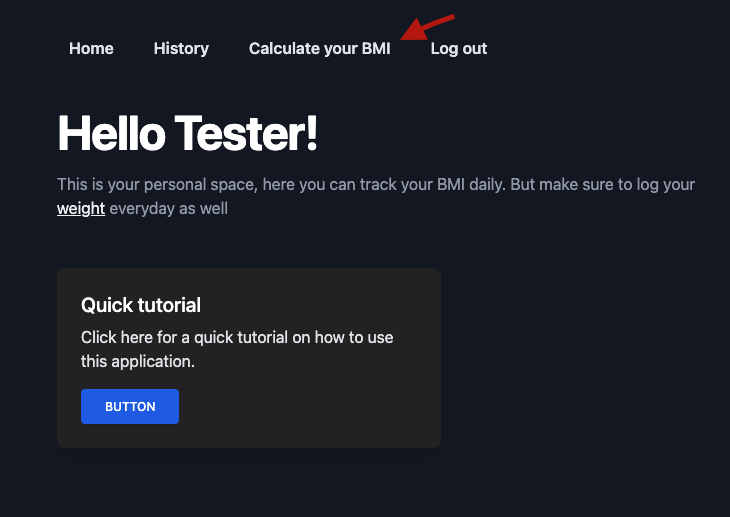 Home History Calculate your BMI Log out
Hello Tester!
This is your personal space, here you can track your BMI daily. But make sure to log your
weight everyday as well
Quick tutorial
Click here for a quick tutorial on how to use
this application.
BUTTON